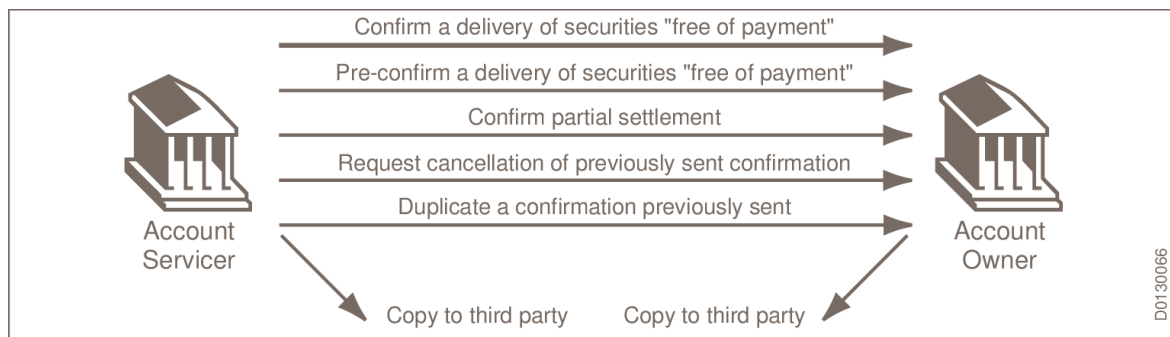 Confirm a delivery of securities "free of payment"
Pre-confirm a delivery of securities "free of payment"
Confirm partial settlement
Request cancellation of previously sent confirmation
Duplicate a confirmation previously sent
Account
Servicer
Account
Owner
Copy to third party
Copy to third party
D0130066